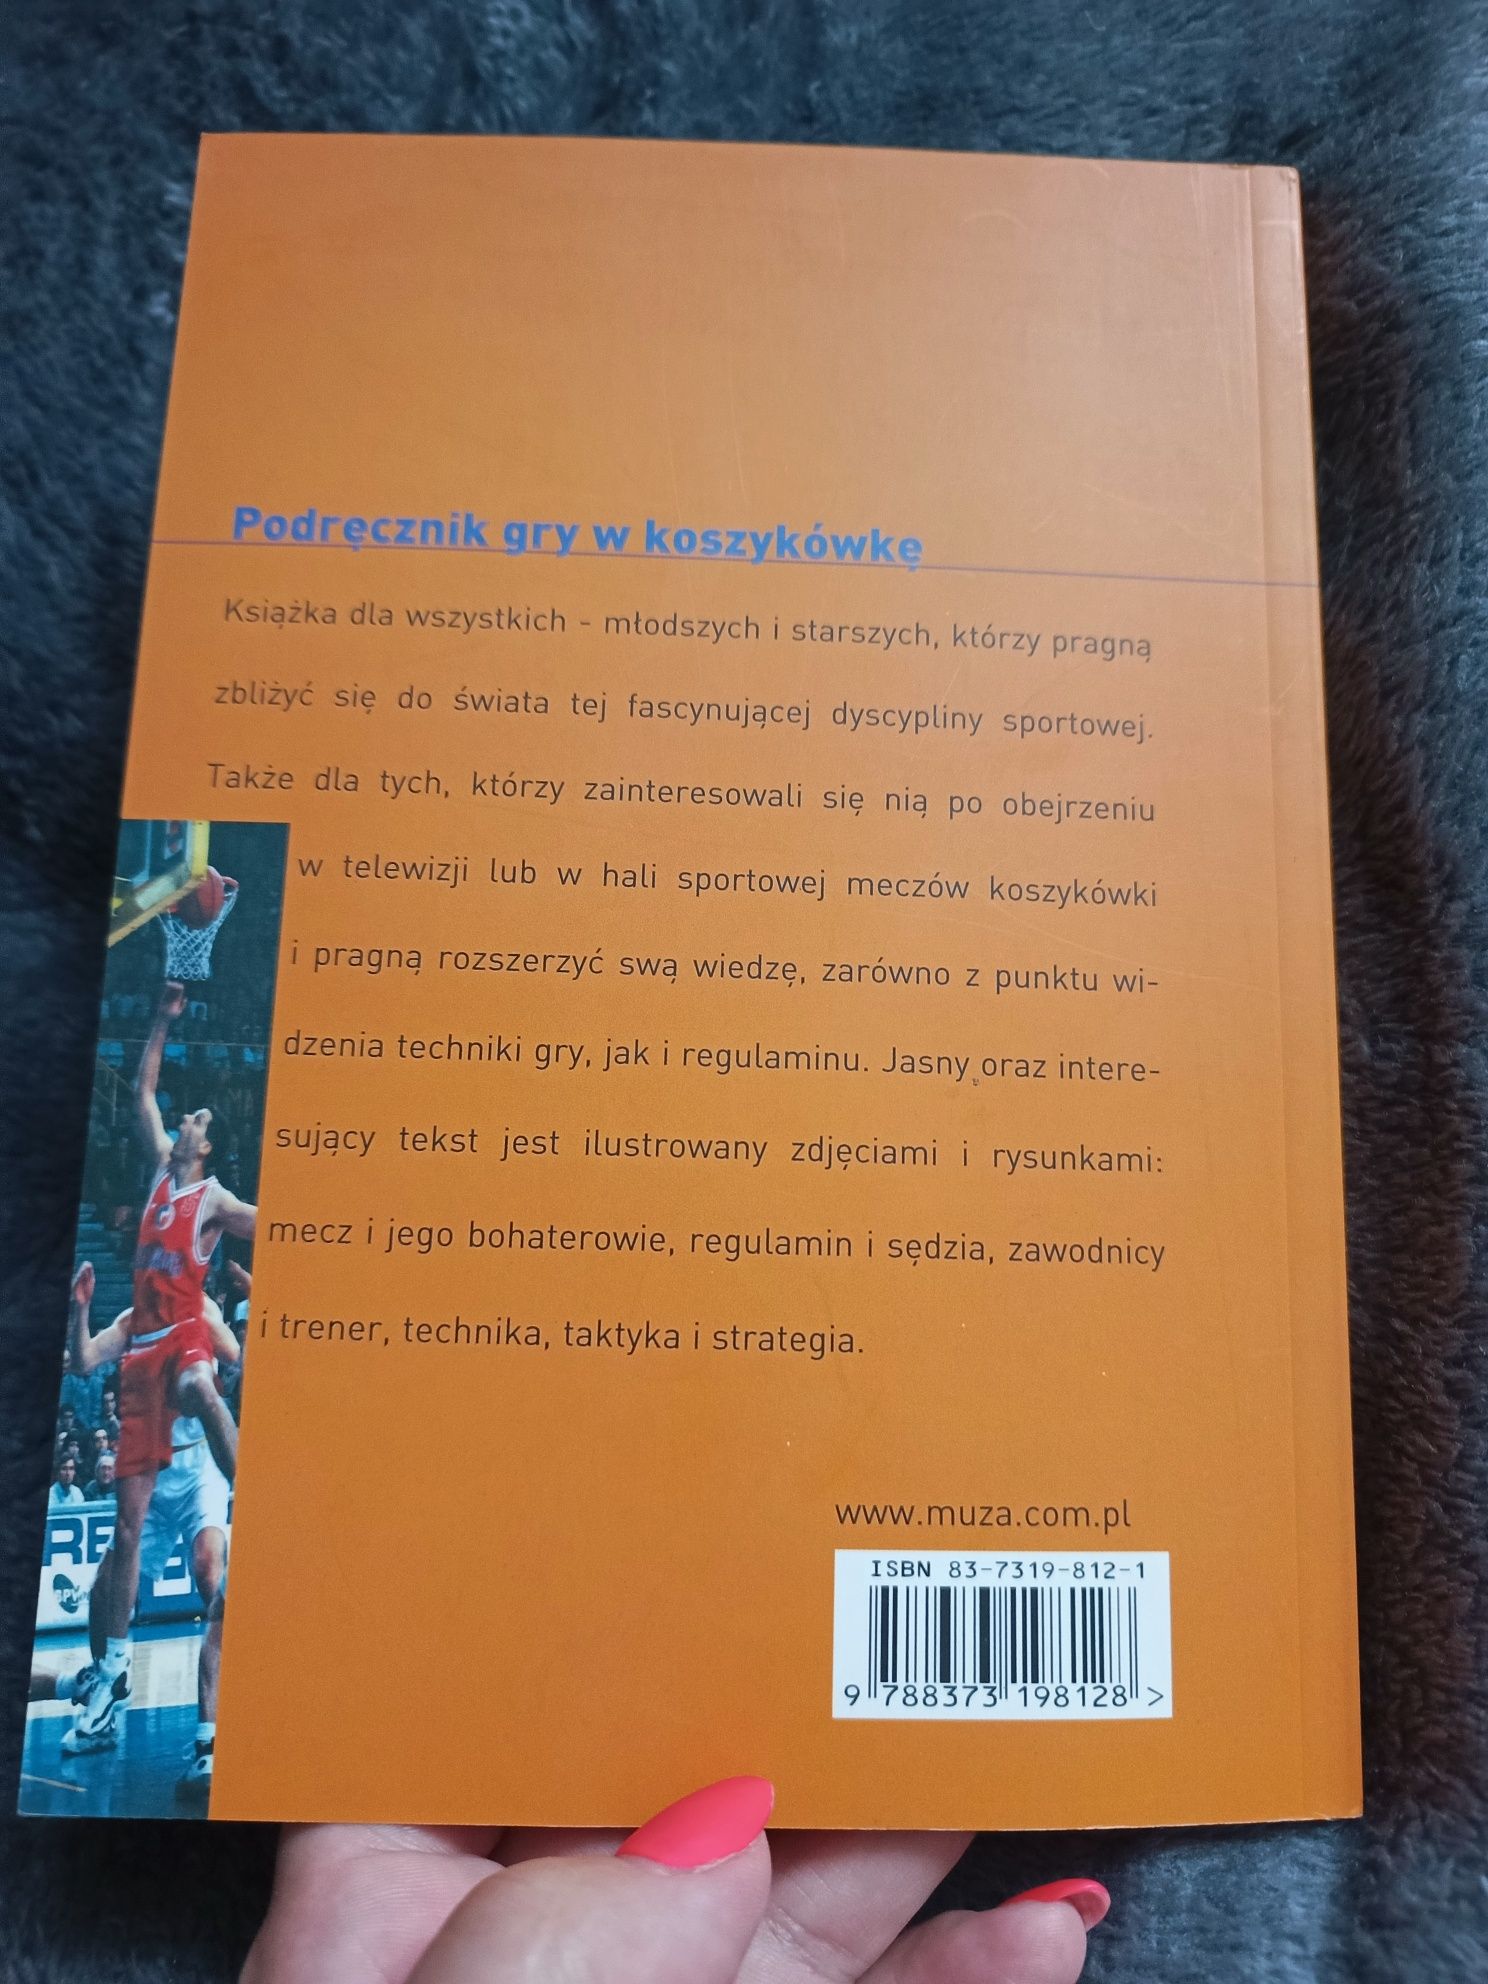 Podręcznik gry w koszykówkę
Książka dla wszystkich - młodszych i starszych, którzy pragną
zbliżyć się do świata tej fascynującej dyscypliny sportowej.
Także dla tych, którzy zainteresowali się nią po obejrzeniu
w telewizji lub w hali sportowej meczów koszykówki
i pragną rozszerzyć swą wiedzę, zarówno z punktu wi-
dzenia techniki gry, jak i regulaminu. Jasny oraz intere-
sujący tekst jest ilustrowany zdjęciami i rysunkami:
mecz i jego bohaterowie, regulamin i sędzia, zawodnicy
i trener, technika, taktyka i strategia.
www.muza.com.pl
ISBN 83-7319-812-1
9 788373 198128 >